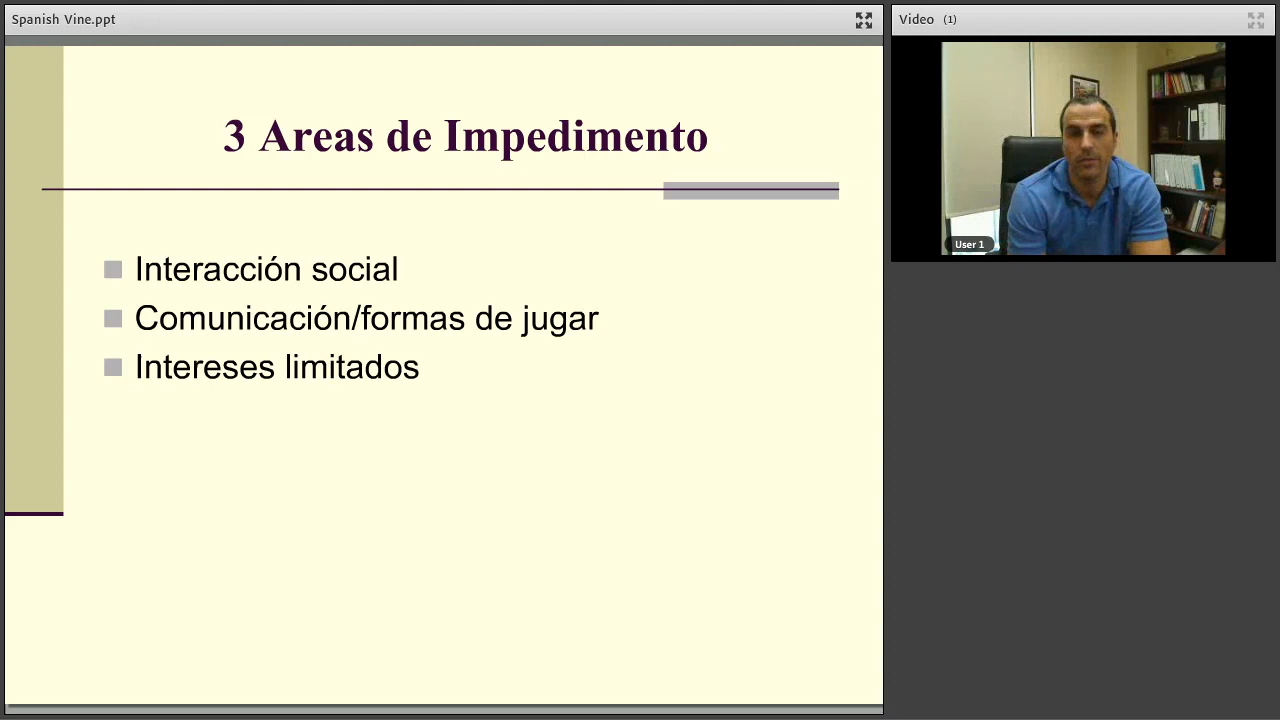 Spanish Vine.ppt
Video (1)
3 Areas de Impedimento
Interacción social
Comunicación/formas de jugar
Intereses limitados
User 1